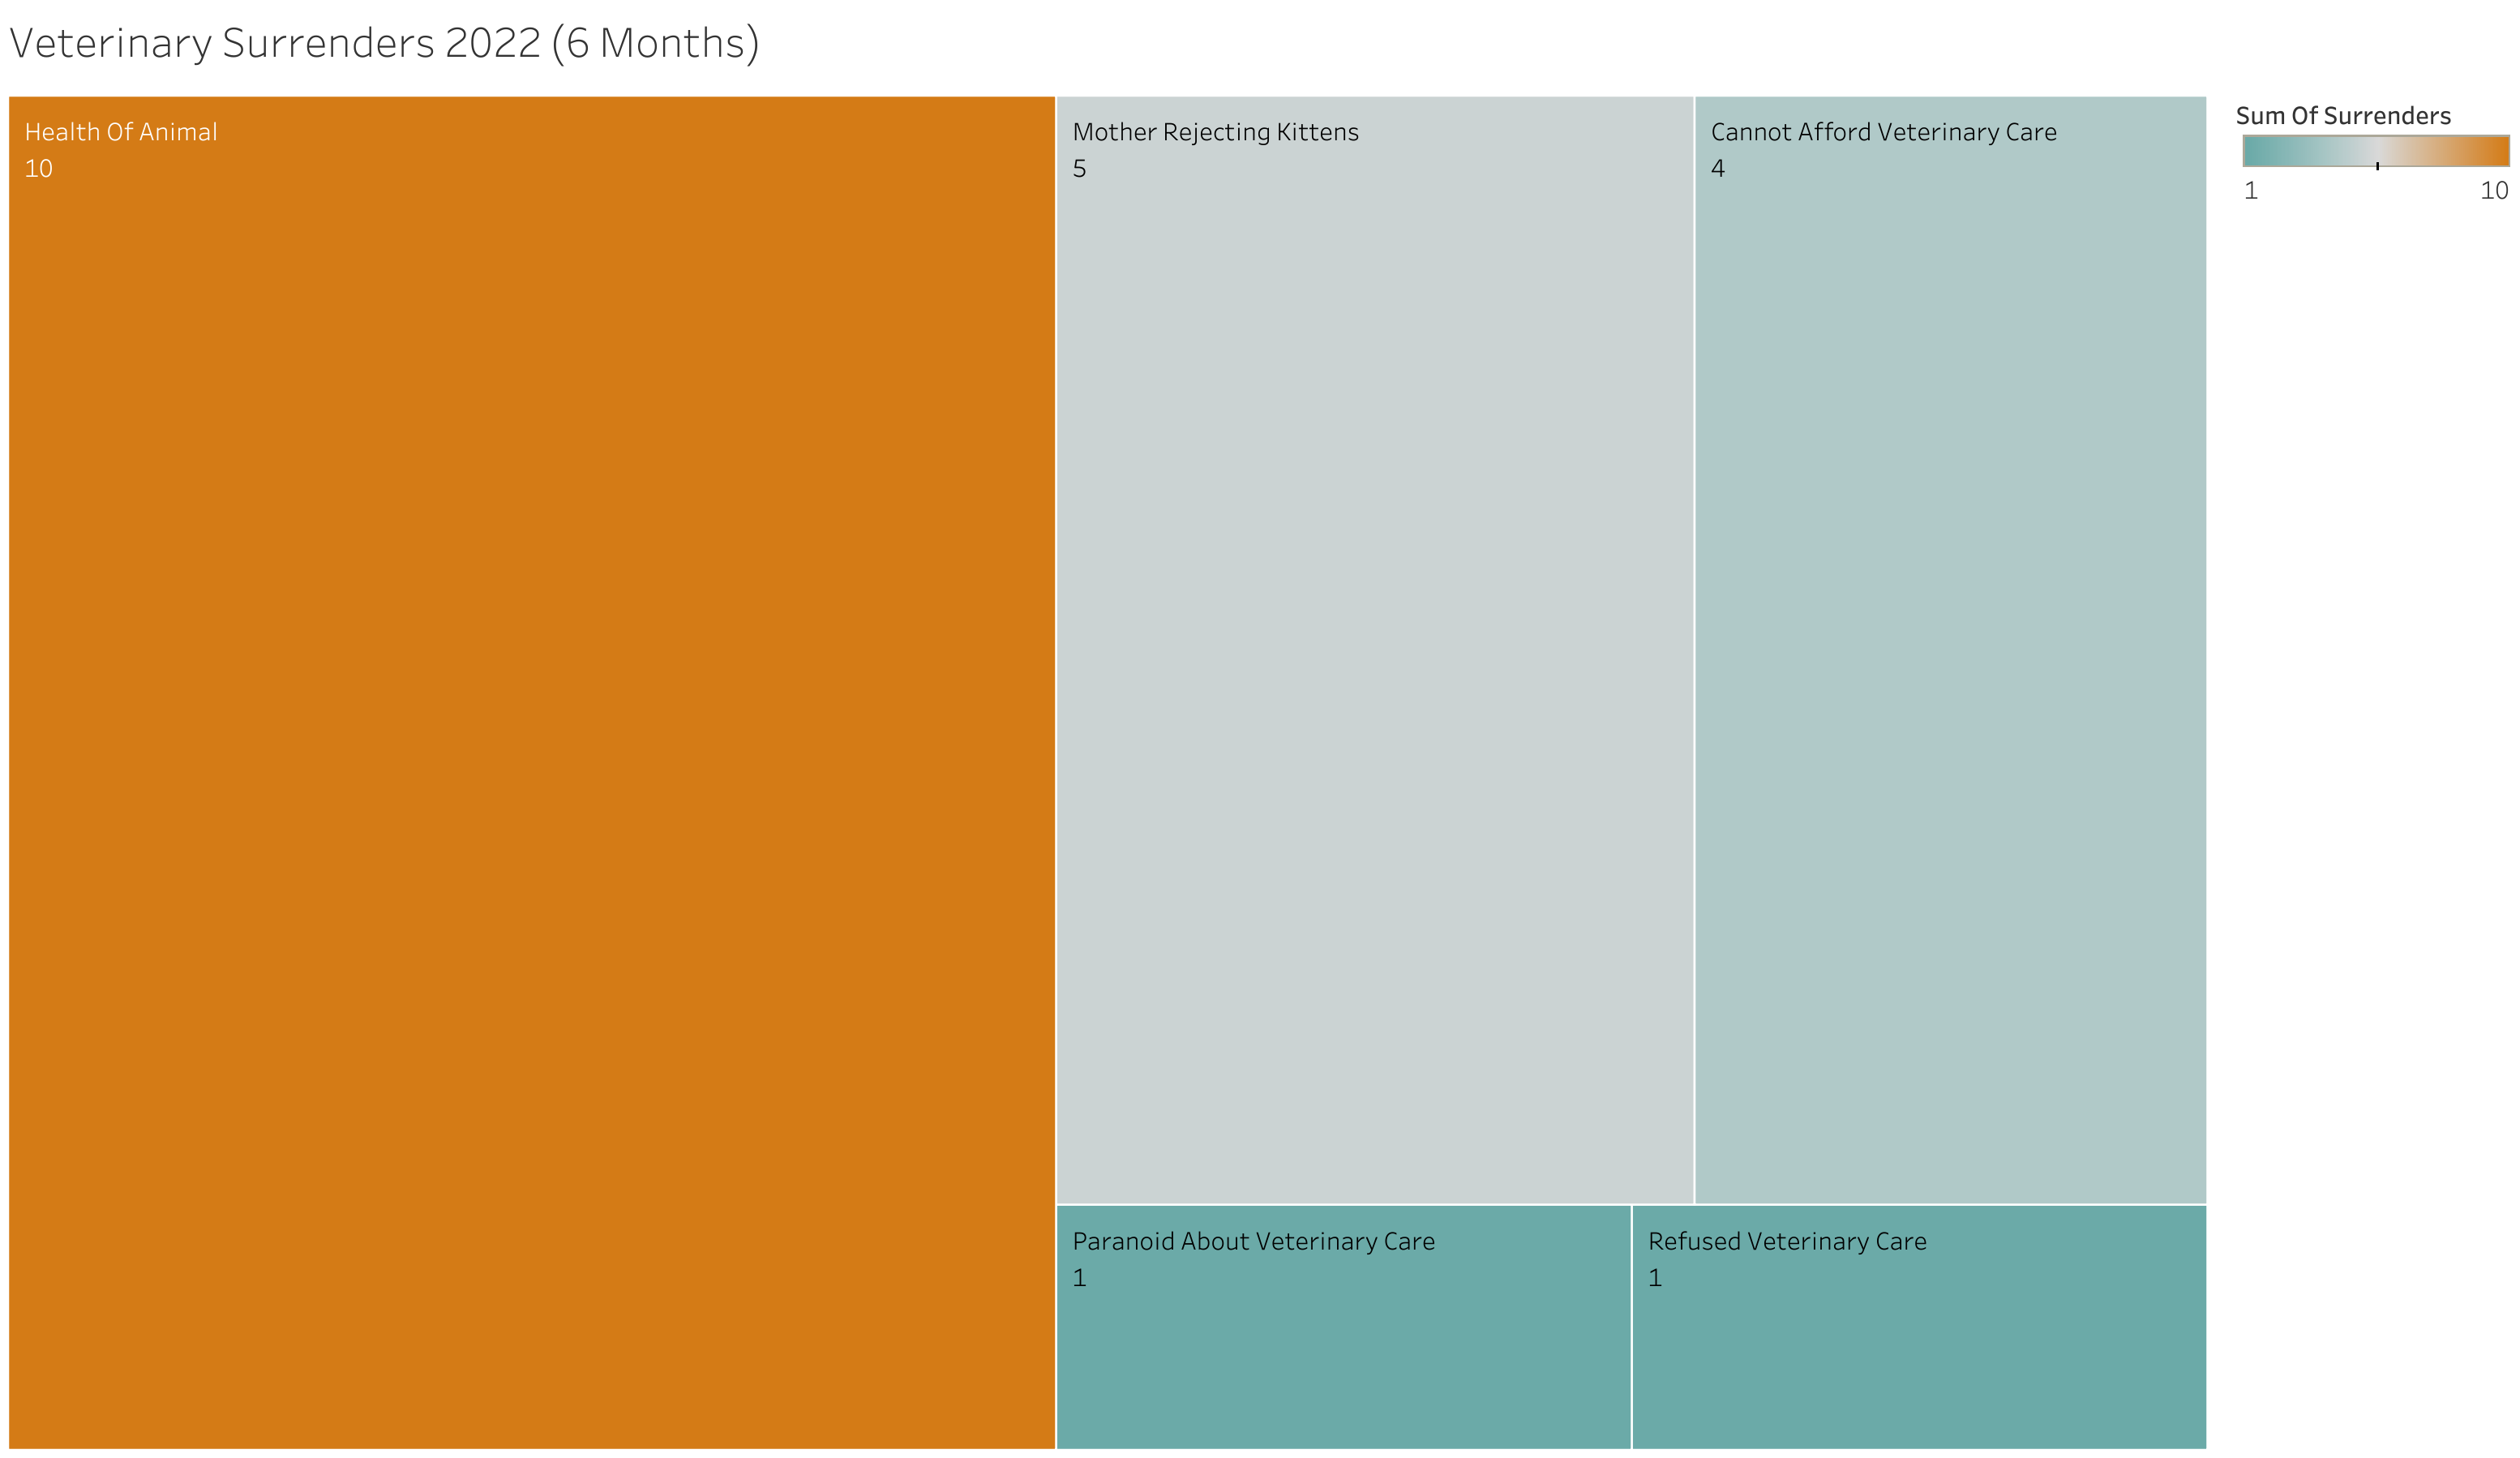 Veterinary Surrenders 2022 (6 Months)
Health Of Animal
10
Mother Rejecting Kittens
5
Cannot Afford Veterinary Care
4
Paranoid About Veterinary Care
1
Refused Veterinary Care
1
Sum Of Surrenders
1 10